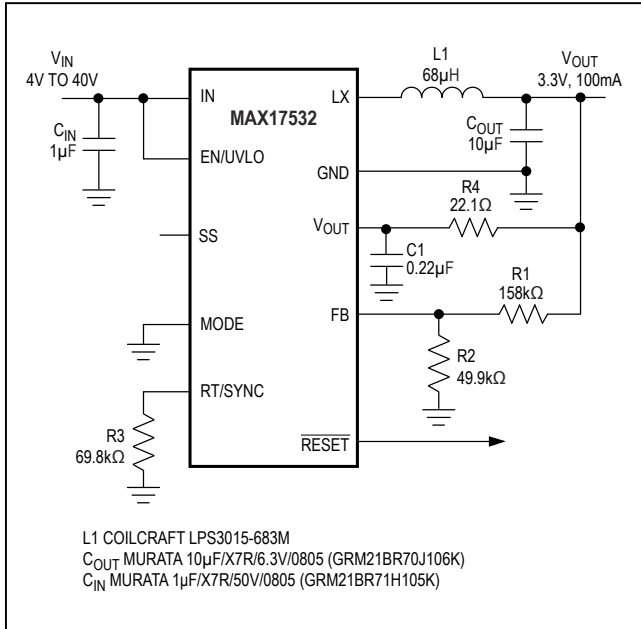 VIN
4V TO 40V
CIN
1µF
IN
EN/UVLO
SS
MODE
RT/SYNC
R3
69.8kΩ
MAX17532
LX
GND
VOUT
FB
RESET
L1
68µH
VOUT
3.3V, 100mA
COUT
10µF
R4
22.1Ω
C1
0.22µF
R1
158kΩ
R2
49.9kΩ
L1 COILCRAFT LPS3015-683M
COUT MURATA 10µF/X7R/6.3V/0805 (GRM21BR70J106K)
CIN MURATA 1µF/X7R/50V/0805 (GRM21BR71H105K)